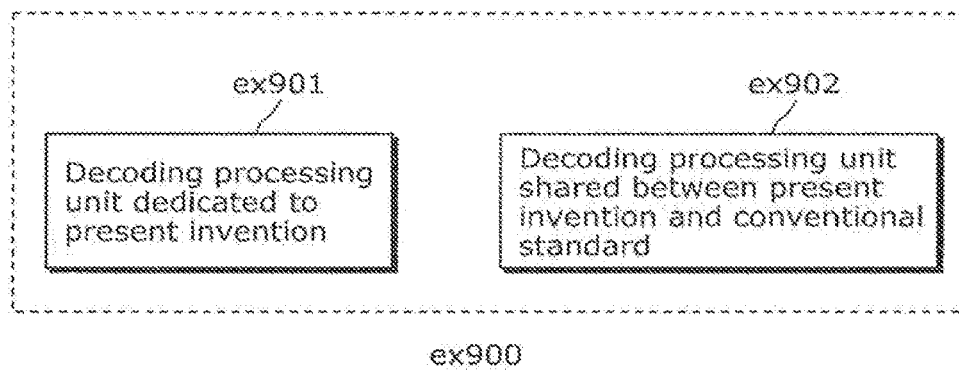 ex901
ex902
Decoding processing
unit dedicated to
present invention
Decoding processing unit
shared between present
invention and conventional
standard
ex900